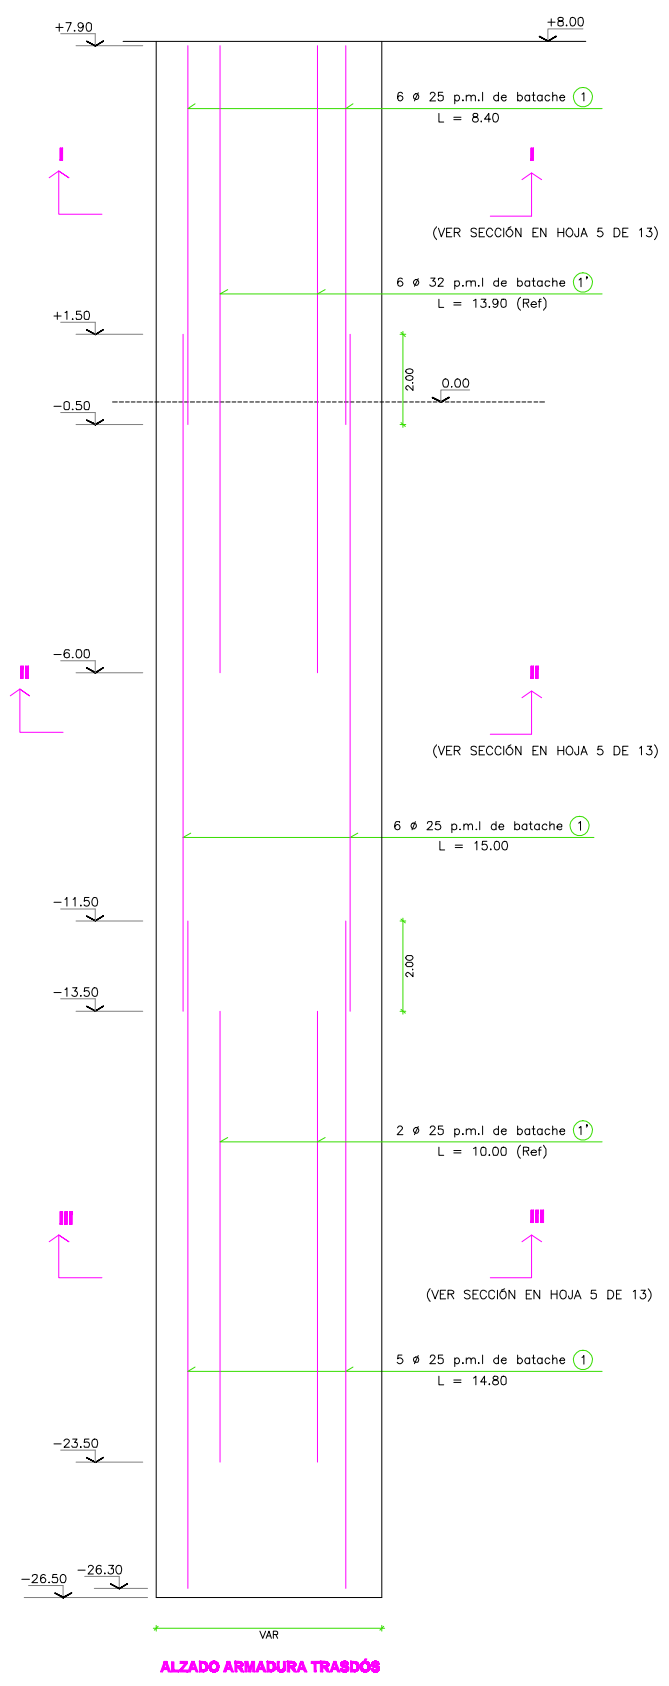 +7.90
+8.00
6 ø 25 p.m.l de batache 1
L = 8.40
I
I
(VER SECCIÓN EN HOJA 5 DE 13)
6 ø 32 p.m.l de batache 1'
L = 13.90 (Ref)
+1.50
2.00
0.00
-0.50
-6.00
II
II
(VER SECCIÓN EN HOJA 5 DE 13)
6 ø 25 p.m.l de batache 1
L = 15.00
-11.50
2.00
-13.50
2 ø 25 p.m.l de batache 1'
L = 10.00 (Ref)
III
III
(VER SECCIÓN EN HOJA 5 DE 13)
5 ø 25 p.m.l de batache 1
L = 14.80
-23.50
-26.30
-26.50
VAR
ALZADO ARMADURA TRASDÓS